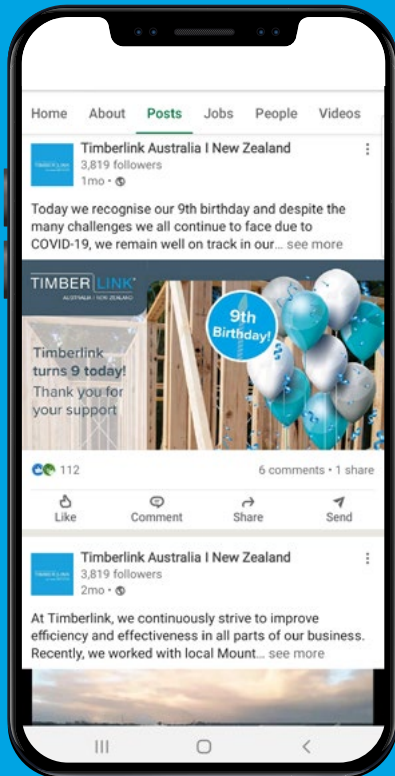 Home About Posts Jobs People Videos
Timberlink Australia I New Zealand
3,819 followers
1mo •
Today we recognise our 9th birthday and despite the
many challenges we all continue to face due to
COVID-19, we remain well on track in our... see more
TIMBERLINK
AUSTRALIA | NEW ZEALAND
9th
Birthday!
Timberlink
turns 9 today!
Thank you for
your support
112 6 comments • 1 share
Like Comment Share Send
Timberlink Australia I New Zealand
3,819 followers
2mo •
At Timberlink, we continuously strive to improve
efficiency and effectiveness in all parts of our business.
Recently, we worked with local Mount... see more